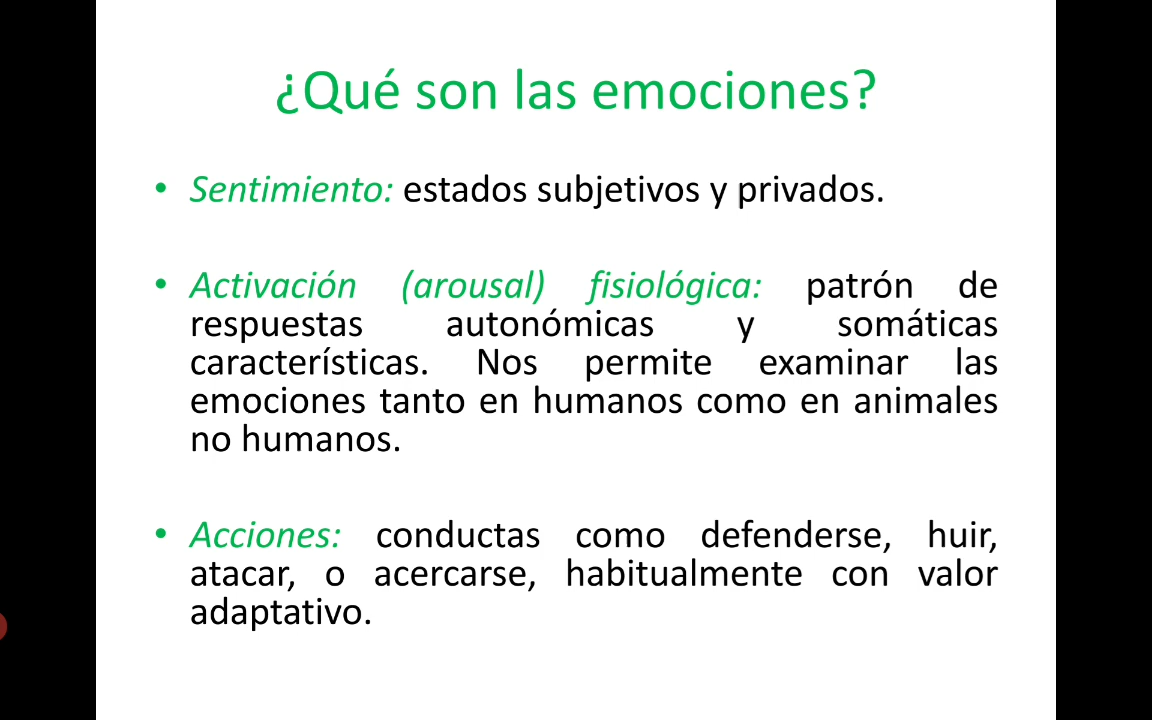 ¿Qué son las emociones?
• Sentimiento: estados subjetivos y privados.
• Activación (arousal) fisiológica: patrón de
respuestas autonómicas y somáticas
características. Nos permite examinar las
emociones tanto en humanos como en animales
no humanos.
• Acciones: conductas como defenderse, huir,
atacar, o acercarse, habitualmente con valor
adaptativo.